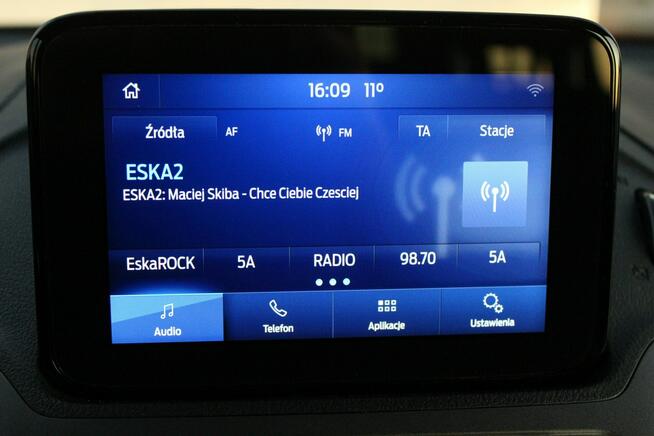 16:09 11º
Źródła AF FM TA Stacje
ESKA2
ESKA2: Maciej Skiba - Chce Ciebie Czesciej
EskaROCK 5A RADIO 98.70 5A
Audio Telefon Aplikacje Ustawienia